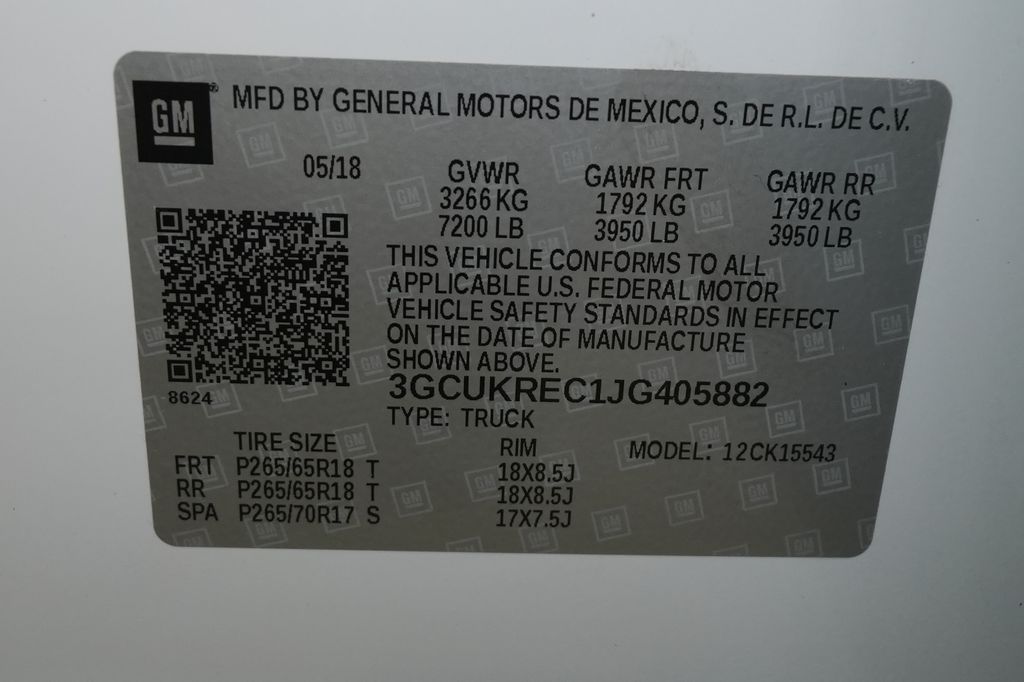 GM
MFD BY GENERAL MOTORS DE MEXICO, S. DE R.L. DE C.V.
05/18
GVWR GAWR FRT GAWR RR
3266 KG 1792 KG 1792 KG
7200 LB 3950 LB 3950 LB
THIS VEHICLE CONFORMS TO ALL
APPLICABLE U.S. FEDERAL MOTOR
VEHICLE SAFETY STANDARDS IN EFFECT
ON THE DATE OF MANUFACTURE
SHOWN ABOVE.
3GCUKREC1JG405882
8624
TYPE: TRUCK
TIRE SIZE RIM MODEL: 12CK15543
FRT P265/65R18 T 18X8.5J
RR P265/65R18 T 18X8.5J
SPA P265/70R17 S 17X7.5J